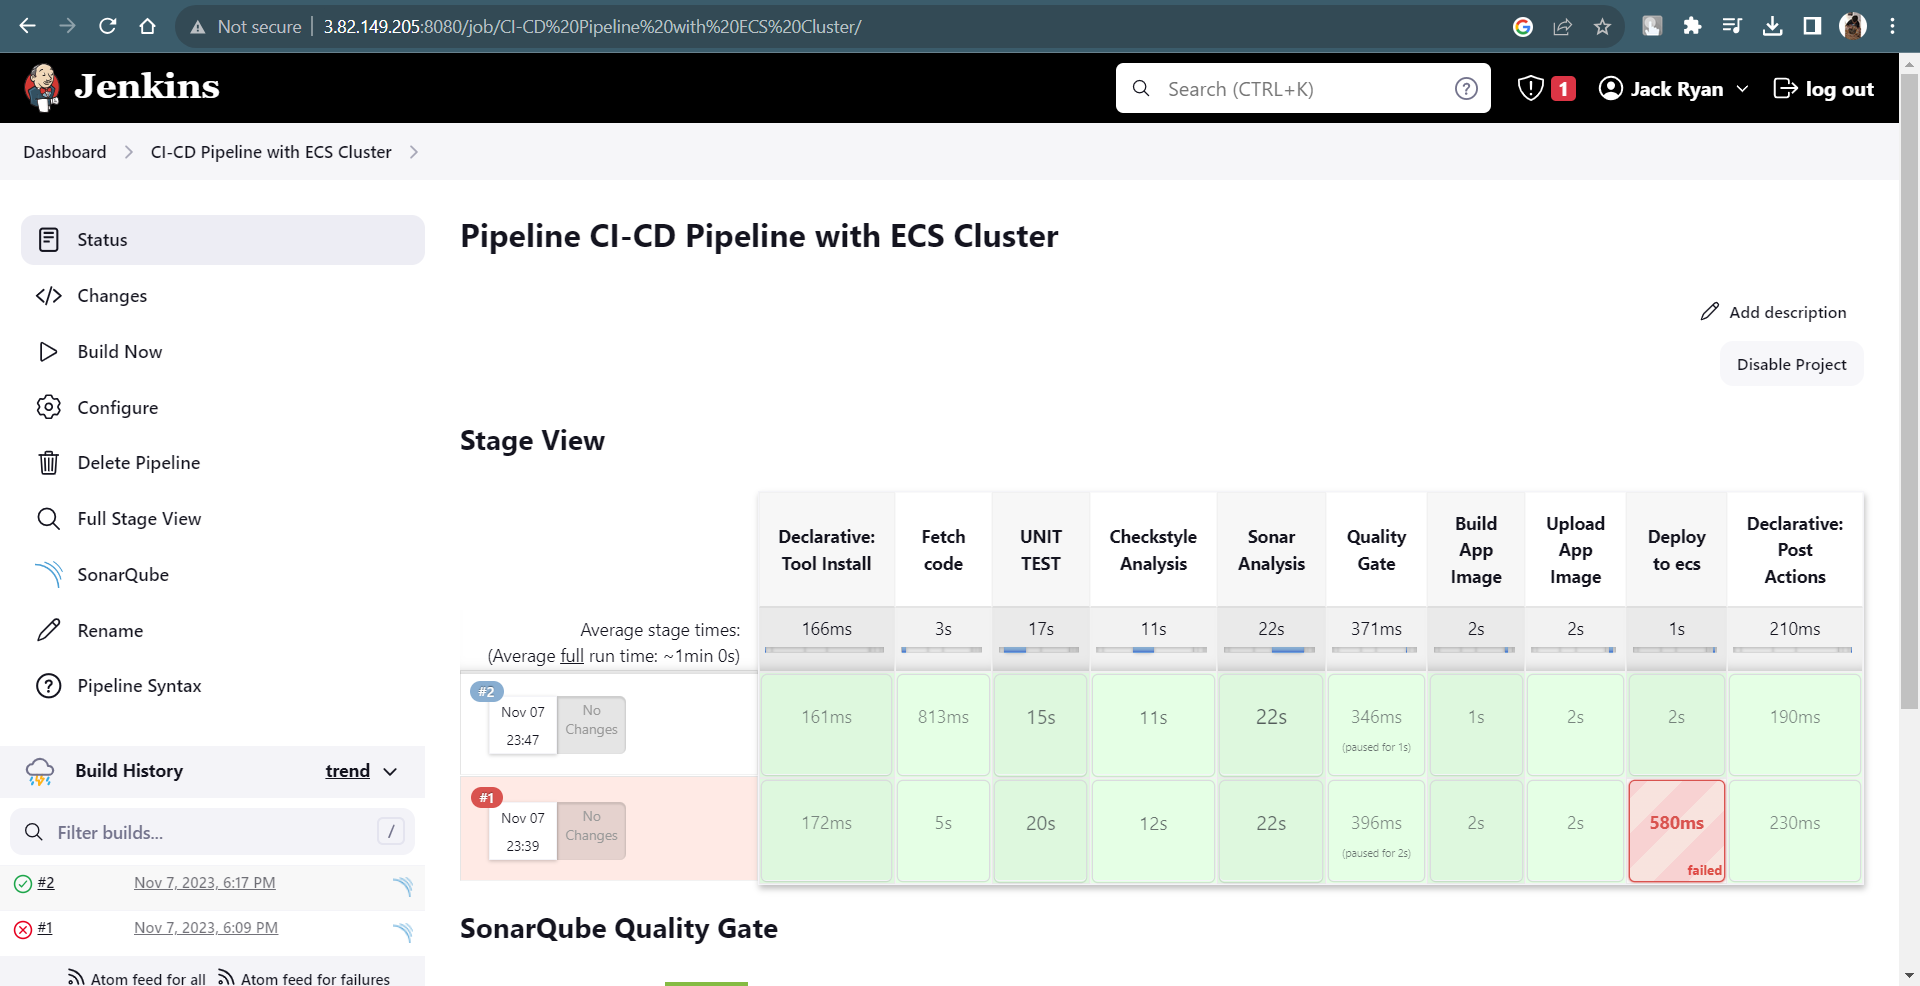 Not secure | 3.82.149.205:8080/job/CI-CD%20Pipeline%20with%20ECS%20Cluster/
Jenkins
Search (CTRL+K)
1
Jack Ryan
log out
Dashboard
CI-CD Pipeline with ECS Cluster
Status
Changes
Build Now
Configure
Delete Pipeline
Full Stage View
SonarQube
Rename
Pipeline Syntax
Build History
trend
Filter builds...
/
#2 Nov 7, 2023, 6:17 PM
#1 Nov 7, 2023, 6:09 PM
Atom feed for all Atom feed for failures
Pipeline CI-CD Pipeline with ECS Cluster
Add description
Disable Project
Stage View
Declarative: Tool Install
Fetch code
UNIT TEST
Checkstyle Analysis
Sonar Analysis
Quality Gate
Build App Image
Upload App Image
Deploy to ecs
Declarative: Post Actions
Average stage times:
(Average full run time: ~1min 0s)
166ms 3s 17s 11s 22s 371ms 2s 2s 1s 210ms
#2
Nov 07
23:47
No Changes
161ms 813ms 15s 11s 22s 346ms 1s 2s 2s 190ms
(paused for 1s)
#1
Nov 07
23:39
No Changes
172ms 5s 20s 12s 22s 396ms 2s 2s 580ms 230ms
(paused for 2s)
failed
SonarQube Quality Gate